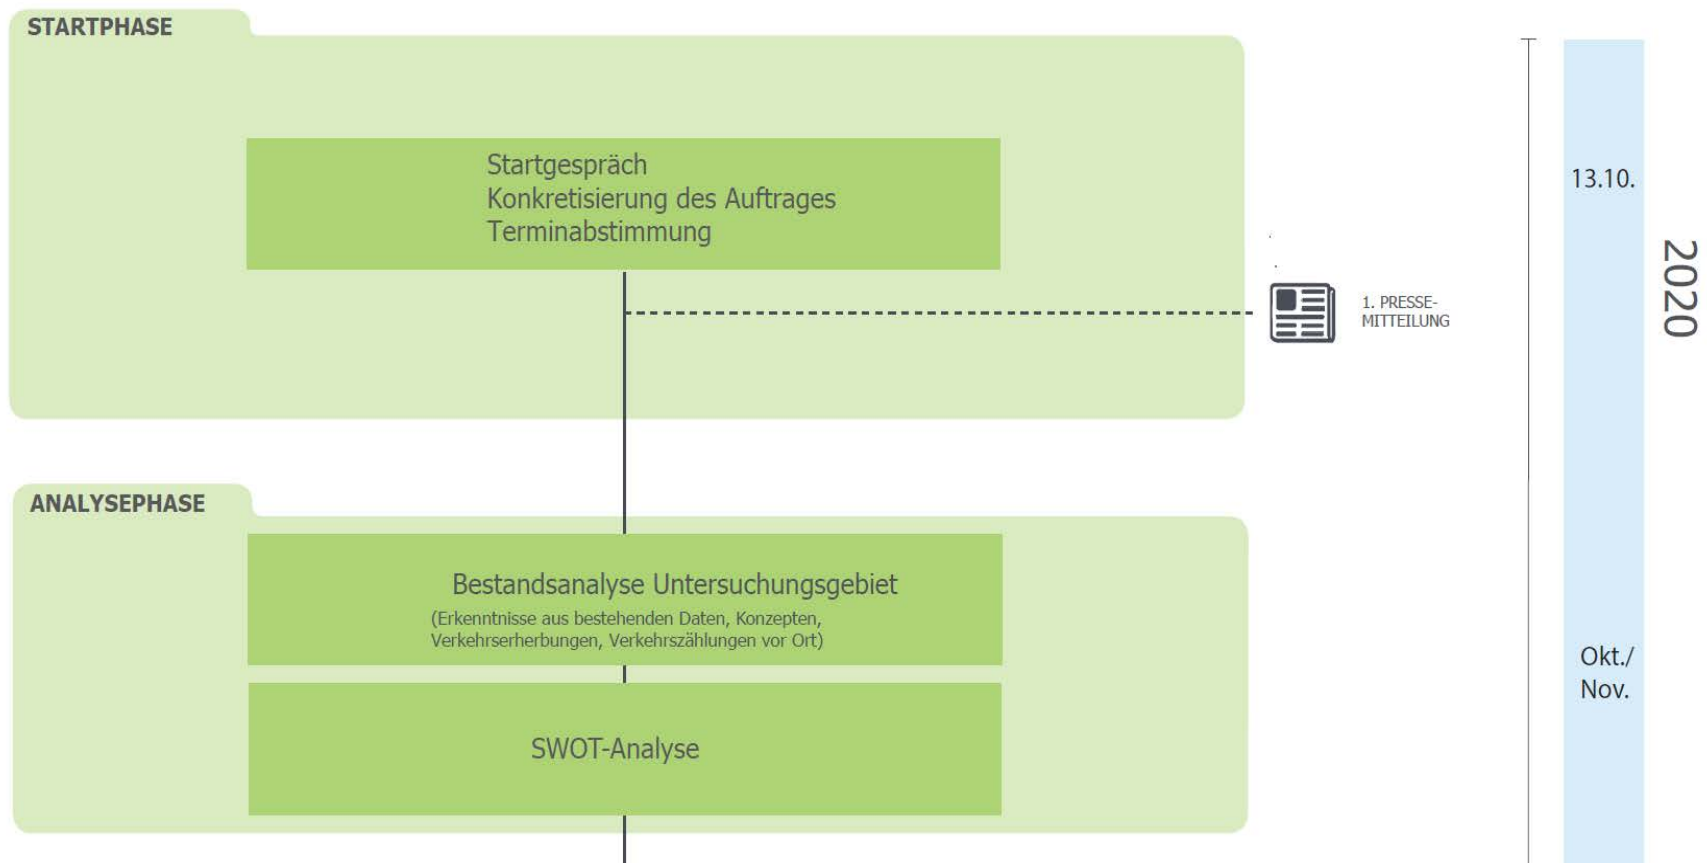 STARTPHASE
Startgespräch
Konkretisierung des Auftrages
Terminabstimmung
13.10.
2020
1. PRESSE-
MITTEILUNG
ANALYSEPHASE
Bestandsanalyse Untersuchungsgebiet
(Erkenntnisse aus bestehenden Daten, Konzepten,
Verkehrserherbungen, Verkehrszählungen vor Ort)
Okt./
Nov.
SWOT-Analyse